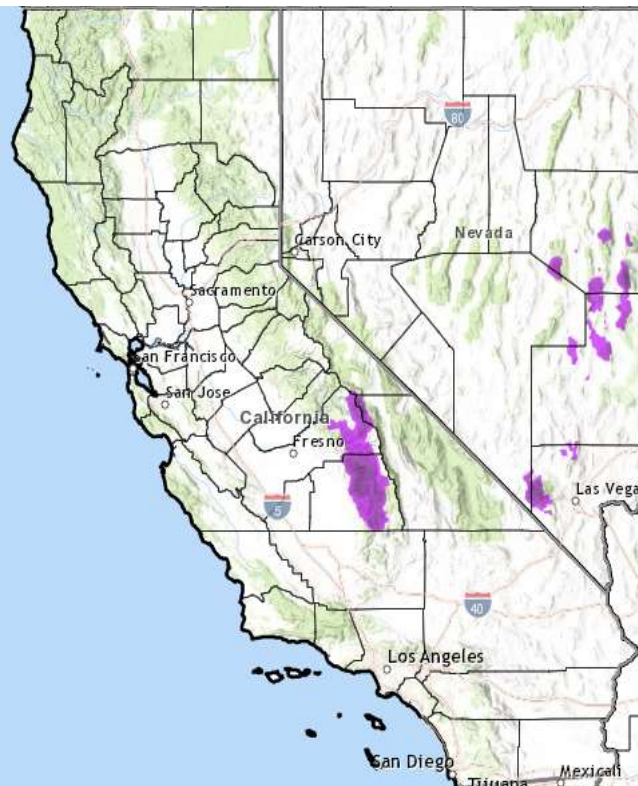 80
Nevada
Carson City
Sacramento
San Francisco
San Jose
California
Fresno
5
Las Vega
40
Los Angeles
San Diego
Mexicali
Tijuana